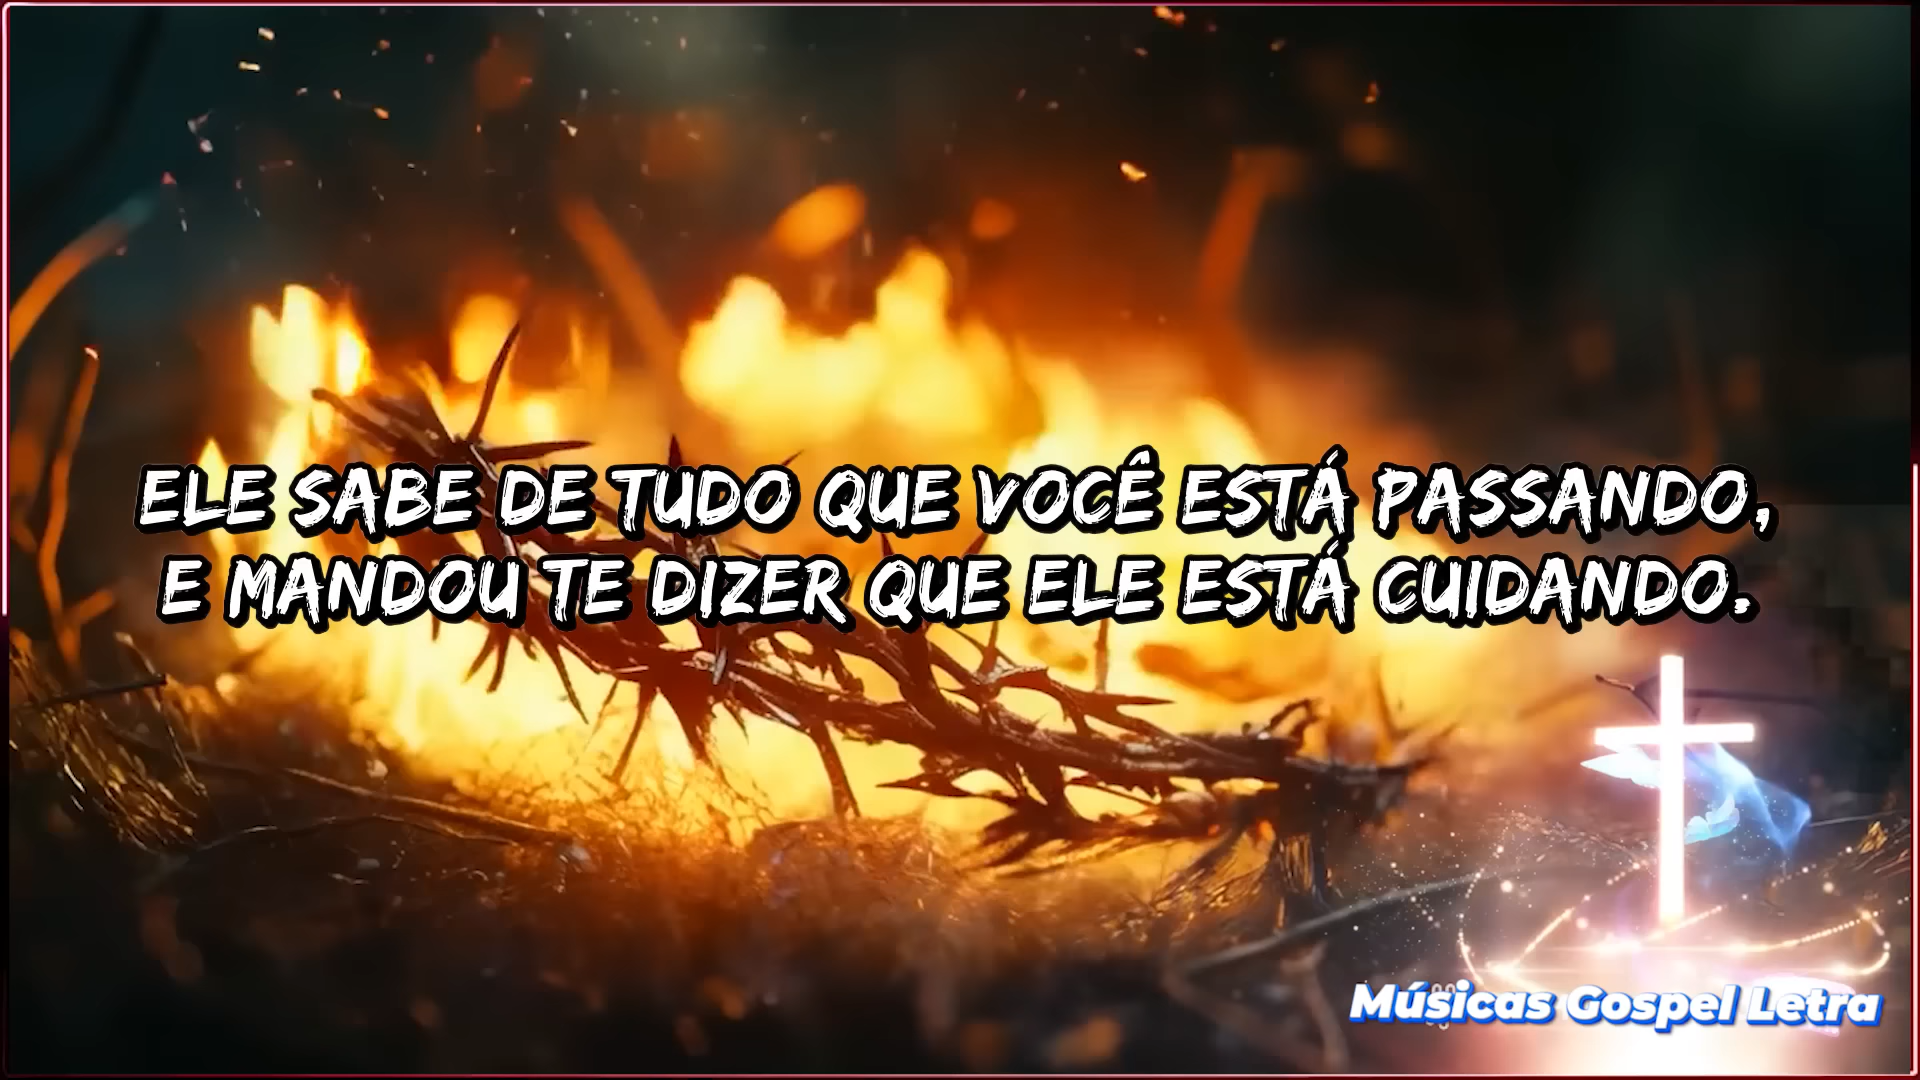 ELE SABE DE TUDO QUE VOCÊ ESTÁ PASSANDO,
E MANDOU TE DIZER QUE ELE ESTÁ CUIDANDO.
Músicas Gospel Letra